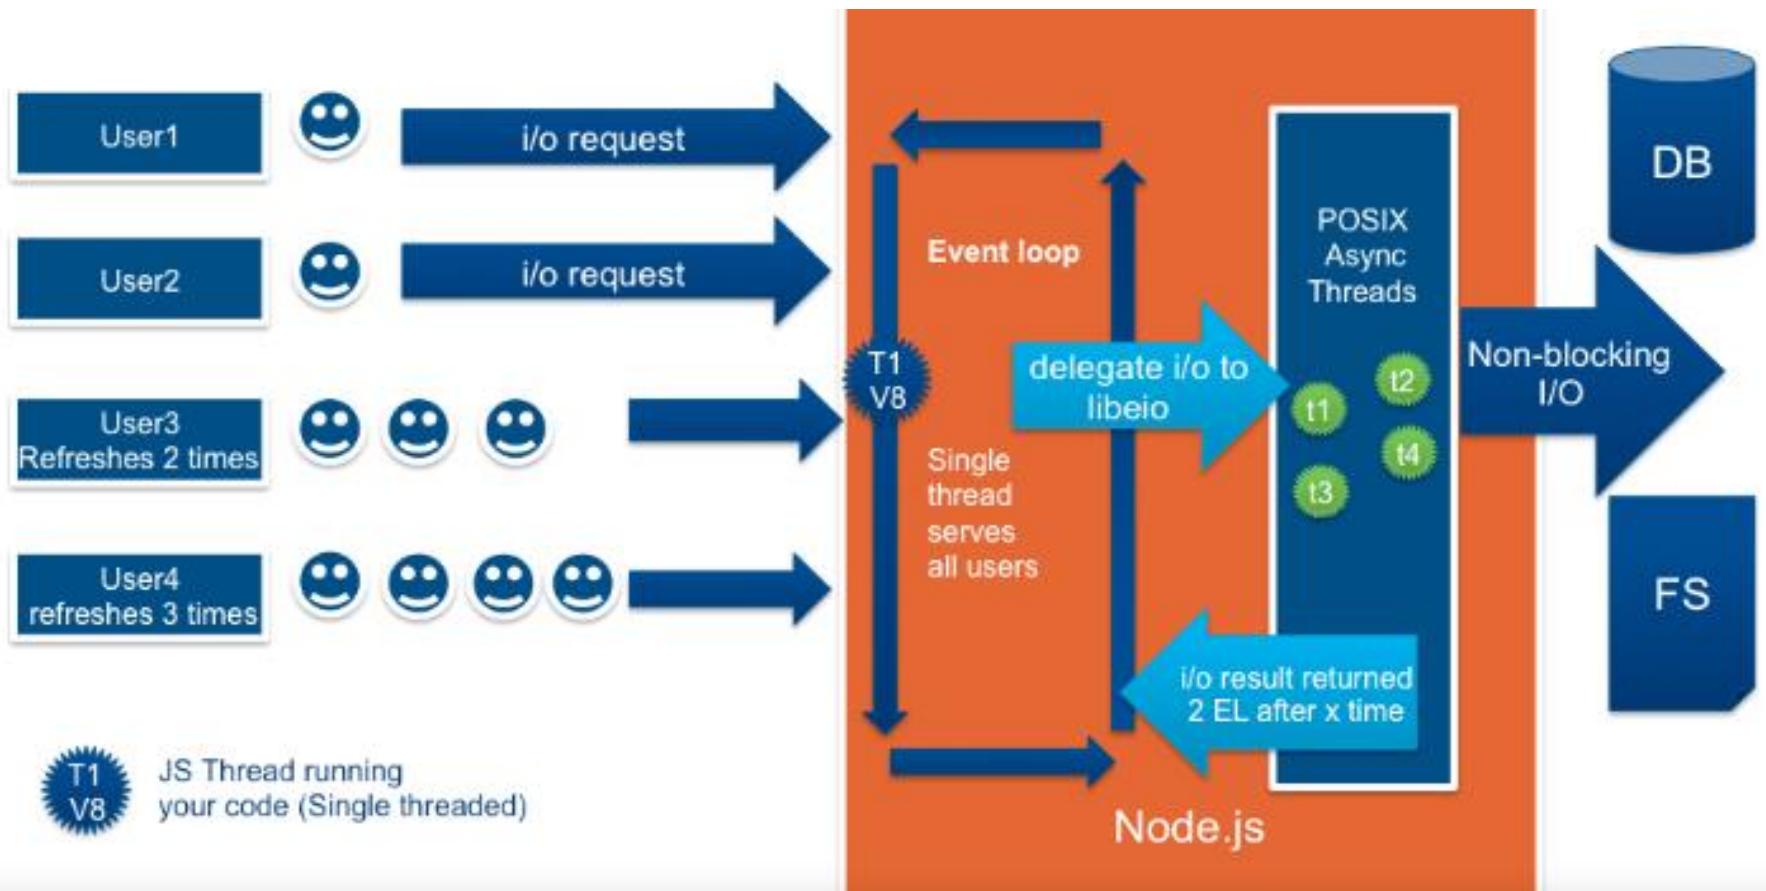 User1
i/o request
User2
i/o request
User3
Refreshes 2 times
User4
refreshes 3 times
T1
V8
JS Thread running
your code (Single threaded)
Event loop
T1
V8
Single
thread
serves
all users
delegate i/o to
libeio
POSIX
Async
Threads
t1
t2
t3
t4
i/o result returned
2 EL after x time
Node.js
Non-blocking
I/O
DB
FS